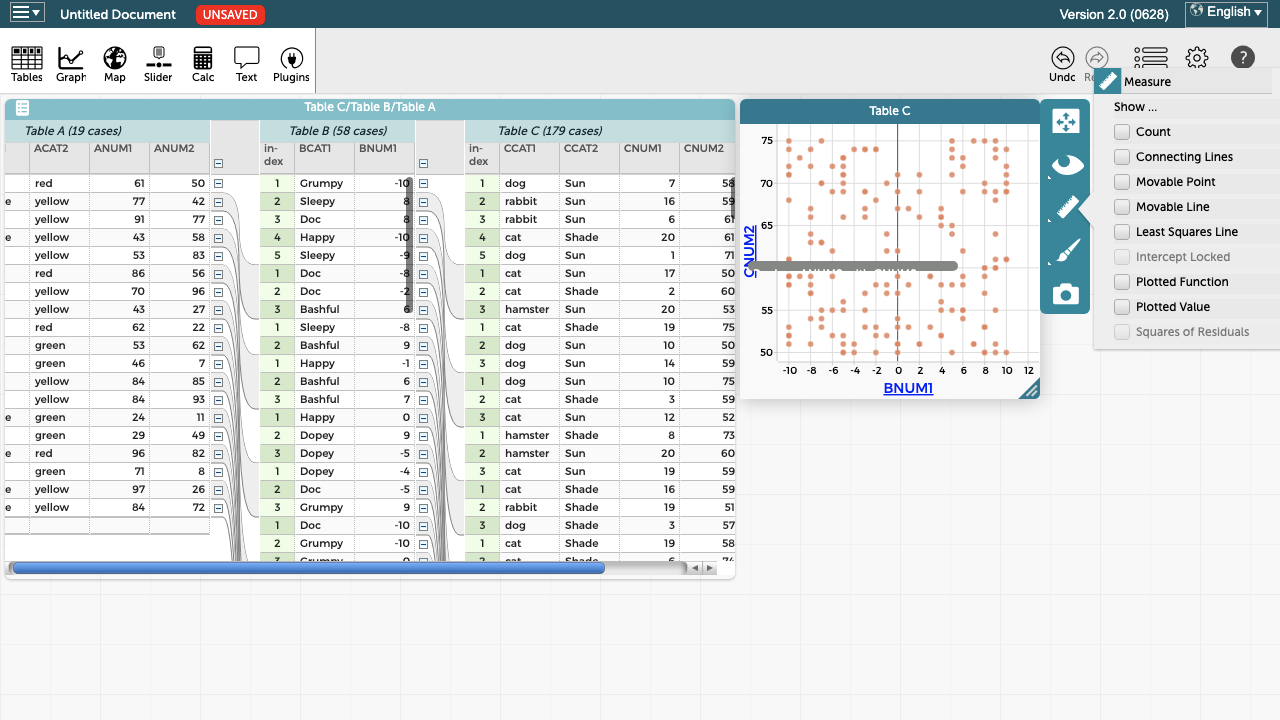 Untitled Document UNSAVED Version 2.0 (0628) English
Tables Graph Map Slider Calc Text Plugins Undo
Measure
Show ...
Count
Connecting Lines
Movable Point
Movable Line
Least Squares Line
Intercept Locked
Plotted Function
Plotted Value
Squares of Residuals
Table C/Table B/Table A
Table A (19 cases) Table B (58 cases) Table C (179 cases)
ACAT2 ANUM1 ANUM2 in-dex BCAT1 BNUM1 in-dex CCAT1 CCAT2 CNUM1 CNUM2
red 61 50 1 Grumpy -10 1 dog Sun 7 58
e yellow 77 42 2 Sleepy 8 2 rabbit Sun 16 59
yellow 91 77 3 Doc 8 3 rabbit Sun 6 61
e yellow 43 58 4 Happy -10 4 cat Shade 20 61
yellow 53 83 5 Sleepy -9 5 dog Sun 1 71
red 86 56 1 Doc -8 1 cat Sun 17 50
yellow 70 96 2 Doc -2 2 cat Shade 2 60
yellow 43 27 3 Bashful 6 3 hamster Sun 20 53
red 62 22 1 Sleepy -8 1 cat Shade 19 75
green 53 62 2 Bashful 9 2 dog Sun 10 50
green 46 7 1 Happy -1 3 dog Sun 14 59
yellow 84 85 2 Bashful 6 1 dog Sun 10 75
yellow 84 93 3 Bashful 7 2 cat Shade 3 59
e green 24 11 1 Happy 0 3 cat Sun 12 52
green 29 49 2 Dopey 9 1 hamster Shade 8 73
e red 96 82 3 Dopey -5 2 hamster Sun 20 60
green 71 8 1 Dopey -4 3 cat Sun 19 59
e yellow 97 26 2 Doc -5 1 cat Shade 16 59
e yellow 84 72 3 Grumpy 9 2 rabbit Shade 19 51
1 Doc -10 3 dog Shade 3 57
2 Grumpy -10 1 cat Shade 19 58
3 Grumpy 0 2 cat Shade 6 74
Table C
75
70
65
CNUM2
55
50
-10 -8 -6 -4 -2 0 2 4 6 8 10 12
BNUM1